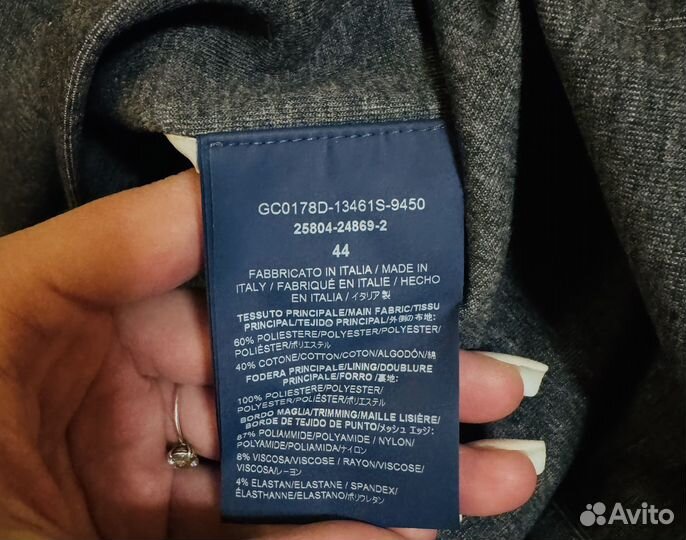 GC0178D-13461S-9450
25804-24869-2
44
FABBRICATO IN ITALIA / MADE IN
ITALY / FABRIQUÉ EN ITALIE / HECHO
EN ITALIA / イタリア製
TESSUTO PRINCIPALE/MAIN FABRIC/TISSU
PRINCIPAL/TEJIDO PRINCIPAL/外側の布地:
60% POLIESTERE/POLYESTER/POLYESTER/
POLIÉSTER/ポリエステル
40% COTONE/COTTON/COTON/ALGODÓN/綿
FODERA PRINCIPALE/LINING/DOUBLURE
PRINCIPALE/FORRO /裏地:
100% POLIESTERE/POLYESTER/
POLYESTER/POLIÉSTER/ポリエステル
BORDO MAGLIA/TRIMMING/MAILLE LISIÈRE/
BORDE DE TEJIDO DE PUNTO/メッシュ エッジ:
87% POLIAMMIDE/POLYAMIDE / NYLON/
POLYAMIDE/POLIAMIDA/ナイロン
8% VISCOSA/VISCOSE / RAYON/VISCOSE/
VISCOSA/レーヨン
4% ELASTAN/ELASTANE / SPANDEX/
ÉLASTHANNE/ELASTANO/ポリウレタン
Avito